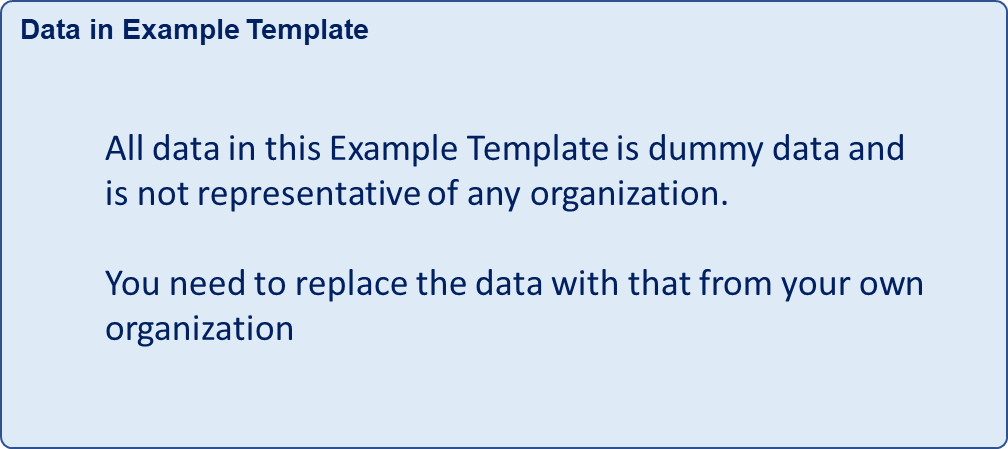 Data in Example Template
All data in this Example Template is dummy data and
is not representative of any organization.
You need to replace the data with that from your own
organization